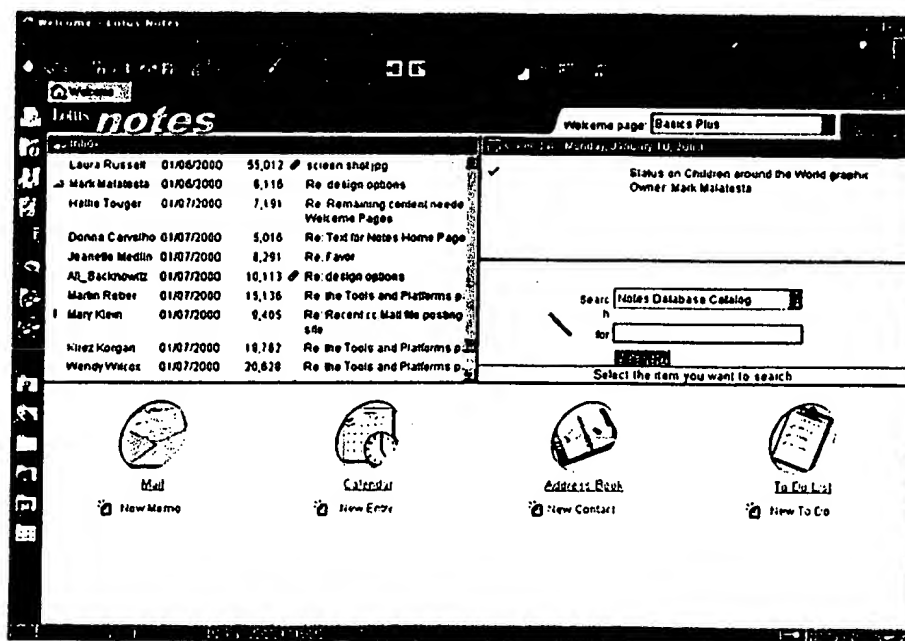 Welcome - Lotus Notes
Welcome
Lotus notes
Welcome page: Basics Plus
Inbox
Monday, January 10, 2000
Laura Russell 01/06/2000 55,012 screen shot.jpg
Mark Malatesta 01/06/2000 6,116 Re: design options
Hallie Touger 01/07/2000 7,191 Re: Remaining content neede
Welcome Pages
Donna Carvalho 01/07/2000 5,016 Re: Text for Notes Home Page
Jeanette Medlin 01/07/2000 8,291 Re: Favor
01/07/2000 10,113 Re: design options
Martin Reber 01/07/2000 15,136 Re: the Tools and Platforms p
Mary Klein 01/07/2000 9,405 Re: Recent cc Mail file posting
site
Kirez Korgan 01/07/2000 18,782 Re: the Tools and Platforms p
Wendy Wilcox 01/07/2000 20,628 Re: the Tools and Platforms p
Status on Children around the World graphic
Owner: Mark Malatesta
Searc
h
Notes Database Catalog
for
Select the item you want to search
Mail
New Memo
Calendar
New Entry
Address Book
New Contact
To Do List
New To Do